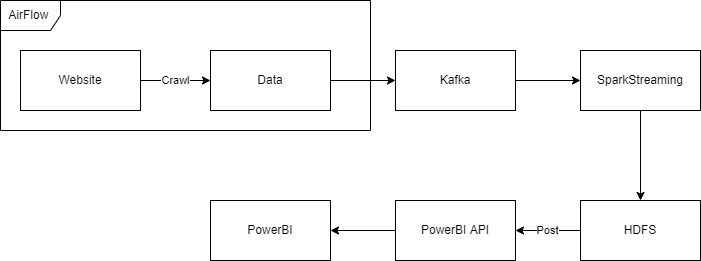 AirFlow
Website
Crawl
Data
Kafka
SparkStreaming
PowerBI
PowerBI API
Post
HDFS